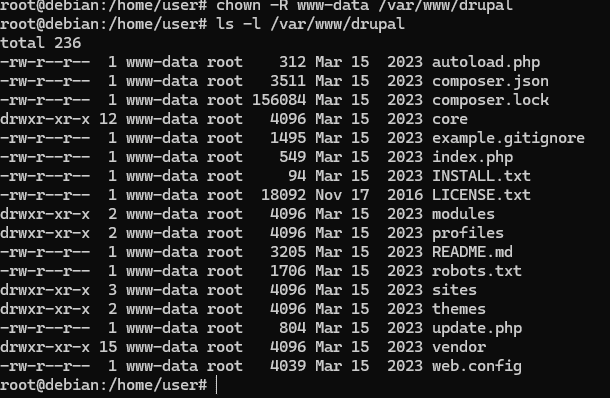 root@debian:/home/user# chown -R www-data /var/www/drupal
root@debian:/home/user# ls -l /var/www/drupal
total 236
-rw-r--r--  1 www-data root    312 Mar 15  2023 autoload.php
-rw-r--r--  1 www-data root   3511 Mar 15  2023 composer.json
-rw-r--r--  1 www-data root 156084 Mar 15  2023 composer.lock
drwxr-xr-x 12 www-data root   4096 Mar 15  2023 core
-rw-r--r--  1 www-data root   1495 Mar 15  2023 example.gitignore
-rw-r--r--  1 www-data root    549 Mar 15  2023 index.php
-rw-r--r--  1 www-data root     94 Mar 15  2023 INSTALL.txt
-rw-r--r--  1 www-data root  18092 Nov 17  2016 LICENSE.txt
drwxr-xr-x  2 www-data root   4096 Mar 15  2023 modules
drwxr-xr-x  2 www-data root   4096 Mar 15  2023 profiles
-rw-r--r--  1 www-data root   3205 Mar 15  2023 README.md
-rw-r--r--  1 www-data root   1706 Mar 15  2023 robots.txt
drwxr-xr-x  3 www-data root   4096 Mar 15  2023 sites
drwxr-xr-x  2 www-data root   4096 Mar 15  2023 themes
-rw-r--r--  1 www-data root    804 Mar 15  2023 update.php
drwxr-xr-x 15 www-data root   4096 Mar 15  2023 vendor
-rw-r--r--  1 www-data root   4039 Mar 15  2023 web.config
root@debian:/home/user#